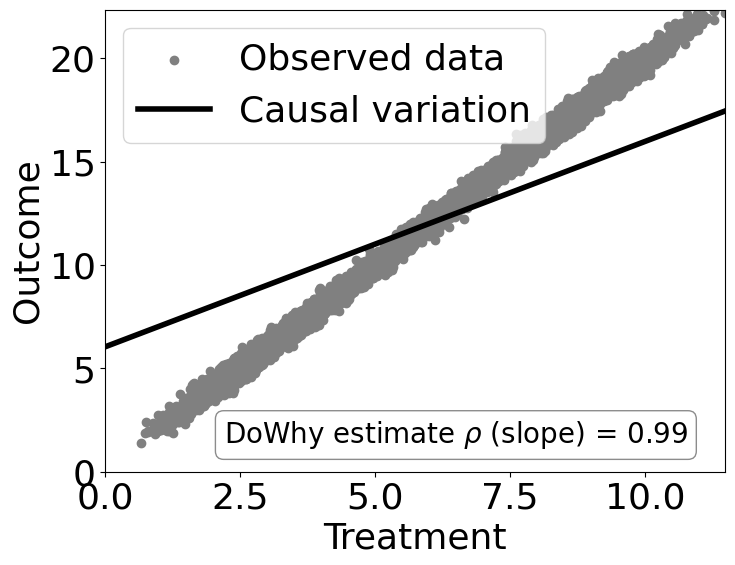 Observed data
Causal variation
20
15
10
5
0
Outcome
DoWhy estimate ρ (slope) = 0.99
0.0 2.5 5.0 7.5 10.0
Treatment